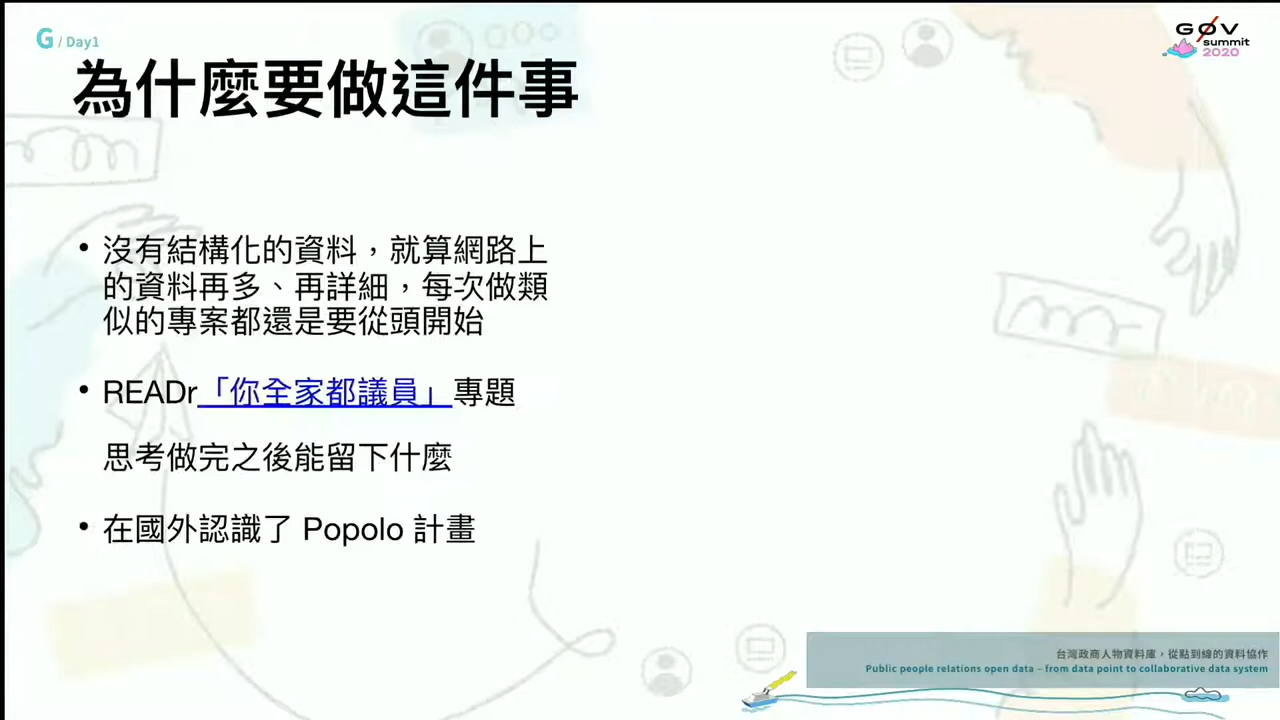 G / Day1
GØV
summit
2020
為什麼要做這件事
• 沒有結構化的資料，就算網路上
的資料再多、再詳細，每次做類
似的專案都還是要從頭開始
• READr「你全家都議員」專題
思考做完之後能留下什麼
• 在國外認識了 Popolo 計畫
台灣政商人物資料庫，從點到線的資料協作
Public people relations open data – from data point to collaborative data system